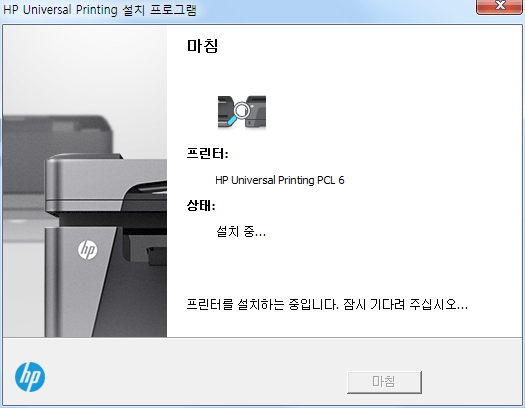 HP Universal Printing 설치 프로그램
마침
프린터:
HP Universal Printing PCL 6
상태:
설치 중...
프린터를 설치하는 중입니다. 잠시 기다려 주십시오...
hp
hp
마침